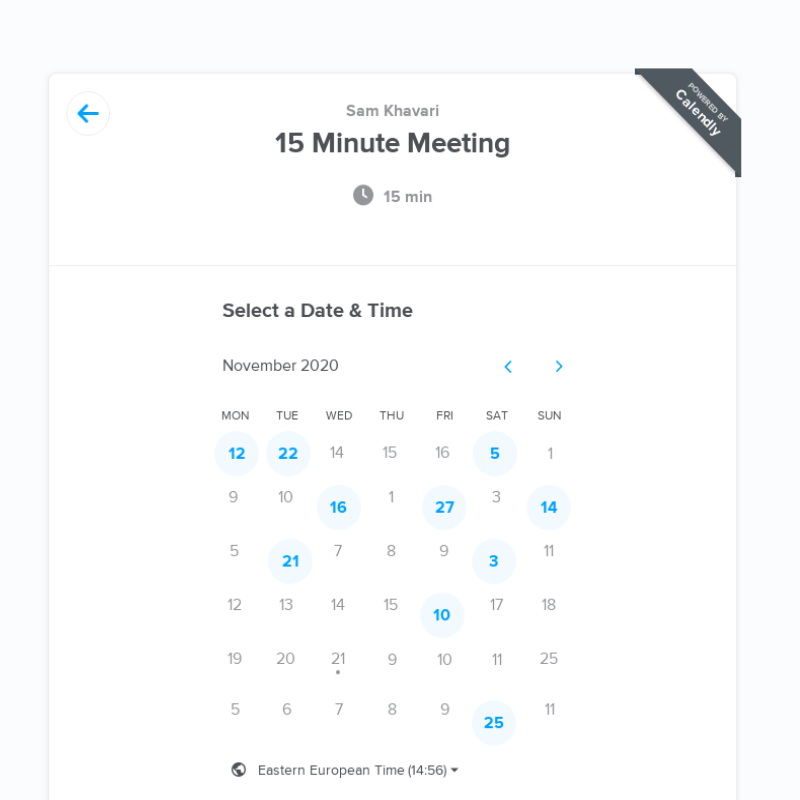 Sam Khavari
15 Minute Meeting
15 min
POWERED BY
Calendly
Select a Date & Time
November 2020
MON TUE WED THU FRI SAT SUN
12 22 14 15 16 5 1
9 10 16 1 27 3 14
5 21 7 8 9 3 11
12 13 14 15 10 17 18
19 20 21 9 10 11 25
5 6 7 8 9 25 11
Eastern European Time (14:56)